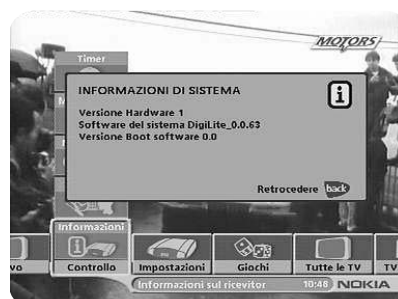 MOTORS
Timer
INFORMAZIONI DI SISTEMA
Versione Hardware 1
Software del sistema DigiLite_0.0.63
Versione Boot software 0.0
Retrocedere back
Informazioni
vo Controllo Impostazioni Giochi Tutte le TV TV
Informazioni sul ricevitor 10:48 NOKIA